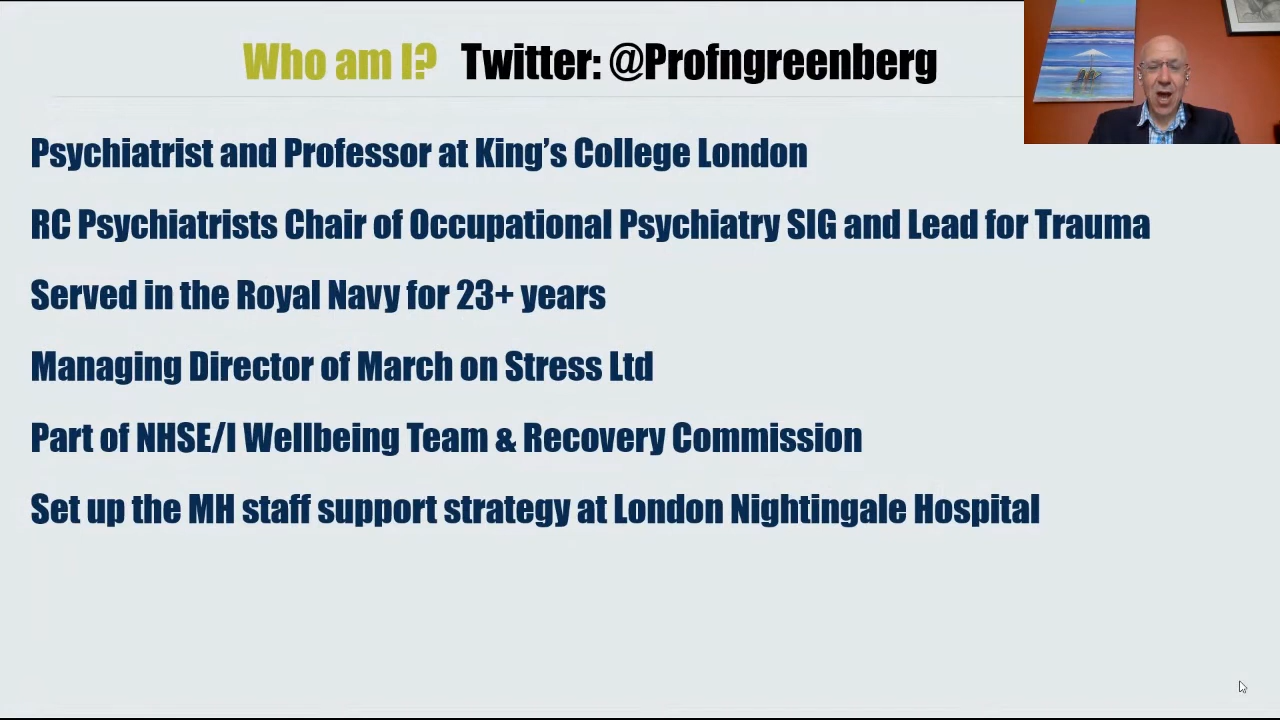 Who am I? Twitter: @Profngreenberg
Psychiatrist and Professor at King's College London
RC Psychiatrists Chair of Occupational Psychiatry SIG and Lead for Trauma
Served in the Royal Navy for 23+ years
Managing Director of March on Stress Ltd
Part of NHSE/I Wellbeing Team & Recovery Commission
Set up the MH staff support strategy at London Nightingale Hospital